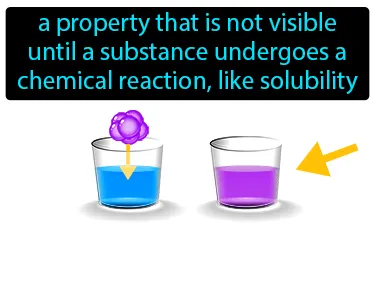 a property that is not visible
until a substance undergoes a
chemical reaction, like solubility